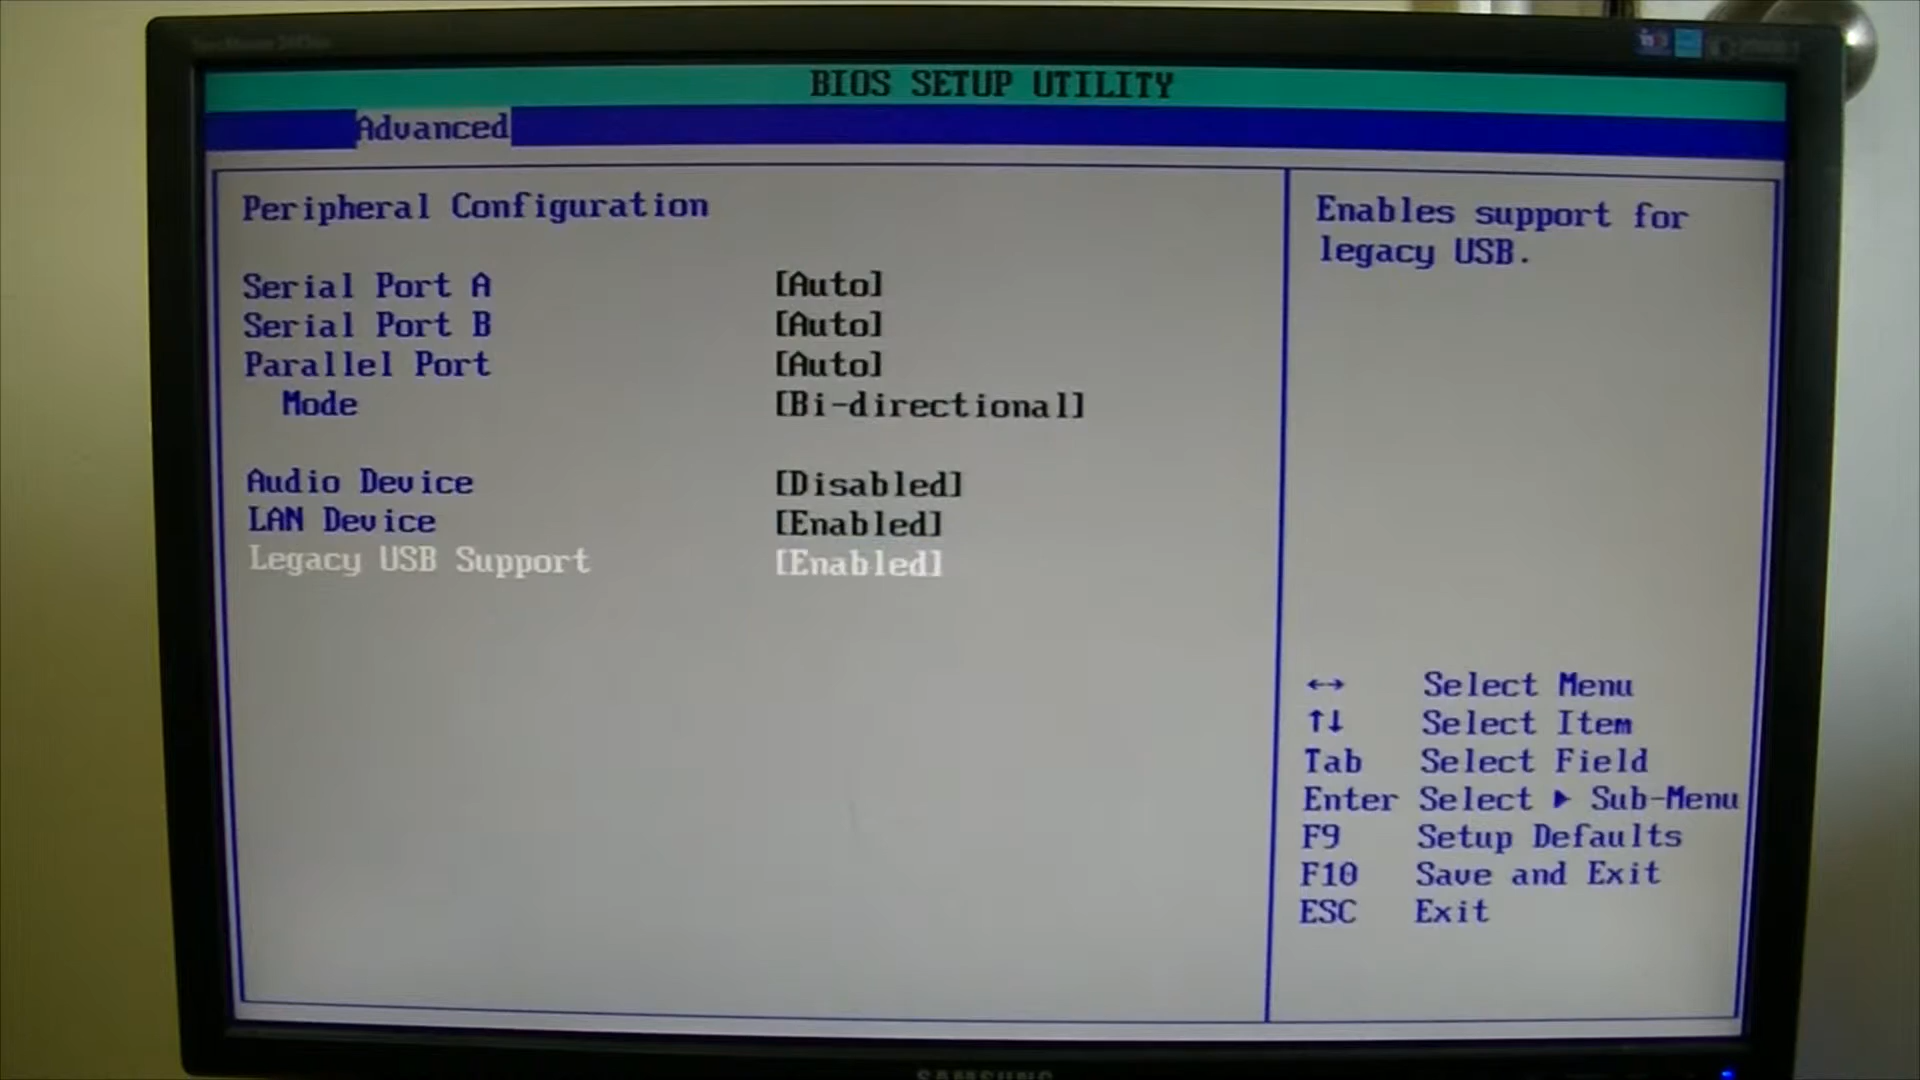 BIOS SETUP UTILITY
Advanced
Peripheral Configuration
Serial Port A [Auto]
Serial Port B [Auto]
Parallel Port [Auto]
Mode [Bi-directional]
Audio Device [Disabled]
LAN Device [Enabled]
Legacy USB Support [Enabled]
Enables support for
legacy USB.
↔ Select Menu
↑↓ Select Item
Tab Select Field
Enter Select ▶ Sub-Menu
F9 Setup Defaults
F10 Save and Exit
ESC Exit
SAMSUNG